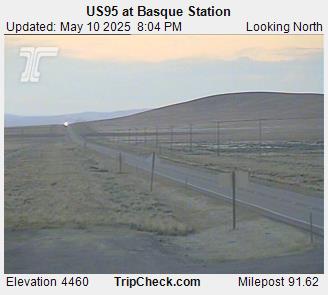 US95 at Basque Station
Updated: May 10 2025 8:04 PM Looking North
Elevation 4460 TripCheck.com Milepost 91.62